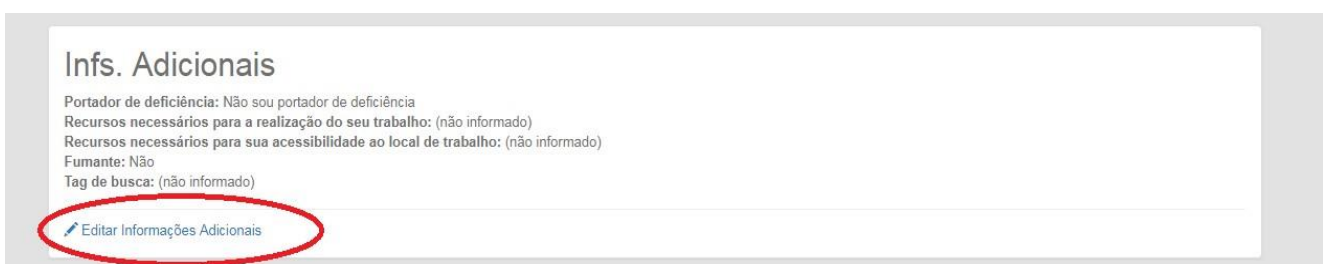 Infs. Adicionais
Portador de deficiência: Não sou portador de deficiência
Recursos necessários para a realização do seu trabalho: (não informado)
Recursos necessários para sua acessibilidade ao local de trabalho: (não informado)
Fumante: Não
Tag de busca: (não informado)
Editar Informações Adicionais